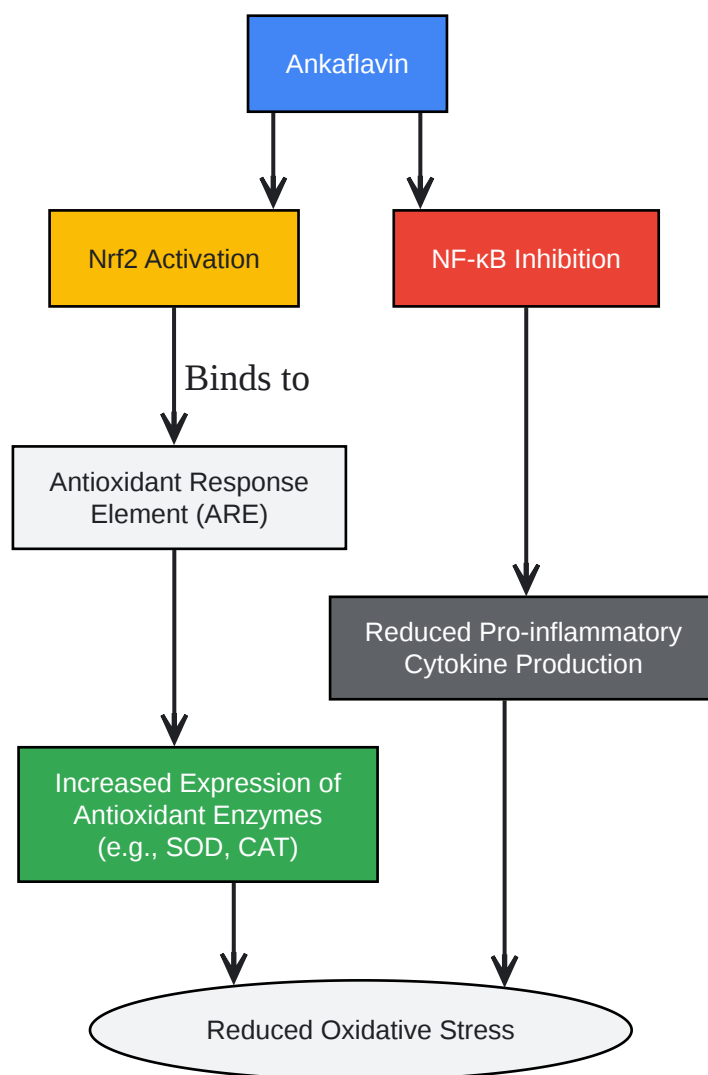 Ankaflavin
Nrf2 Activation
NF-κB Inhibition
Binds to
Antioxidant Response
Element (ARE)
Reduced Pro-inflammatory
Cytokine Production
Increased Expression of
Antioxidant Enzymes
(e.g., SOD, CAT)
Reduced Oxidative Stress